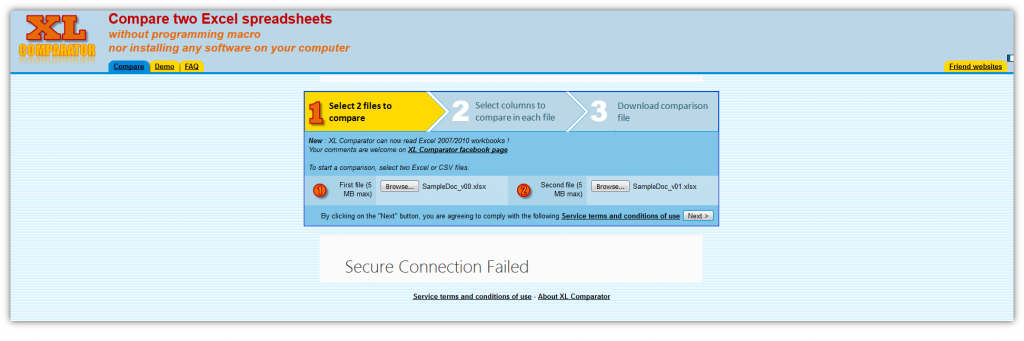 XL
COMPARATOR
Compare two Excel spreadsheets
without programming macro
nor installing any software on your computer
Compare
Demo | FAQ
Friend websites
1
Select 2 files to
compare
2
Select columns to
compare in each file
3
Download comparison
file
New : XL Comparator can now read Excel 2007/2010 workbooks !
Your comments are welcome on XL Comparator facebook page
To start a comparison, select two Excel or CSV files.
1
First file (5
MB max)
Browse...
SampleDoc_v00.xlsx
2
Second file (5
MB max)
Browse...
SampleDoc_v01.xlsx
By clicking on the "Next" button, you are agreeing to comply with the following Service terms and conditions of use
Next >
Secure Connection Failed
Service terms and conditions of use - About XL Comparator